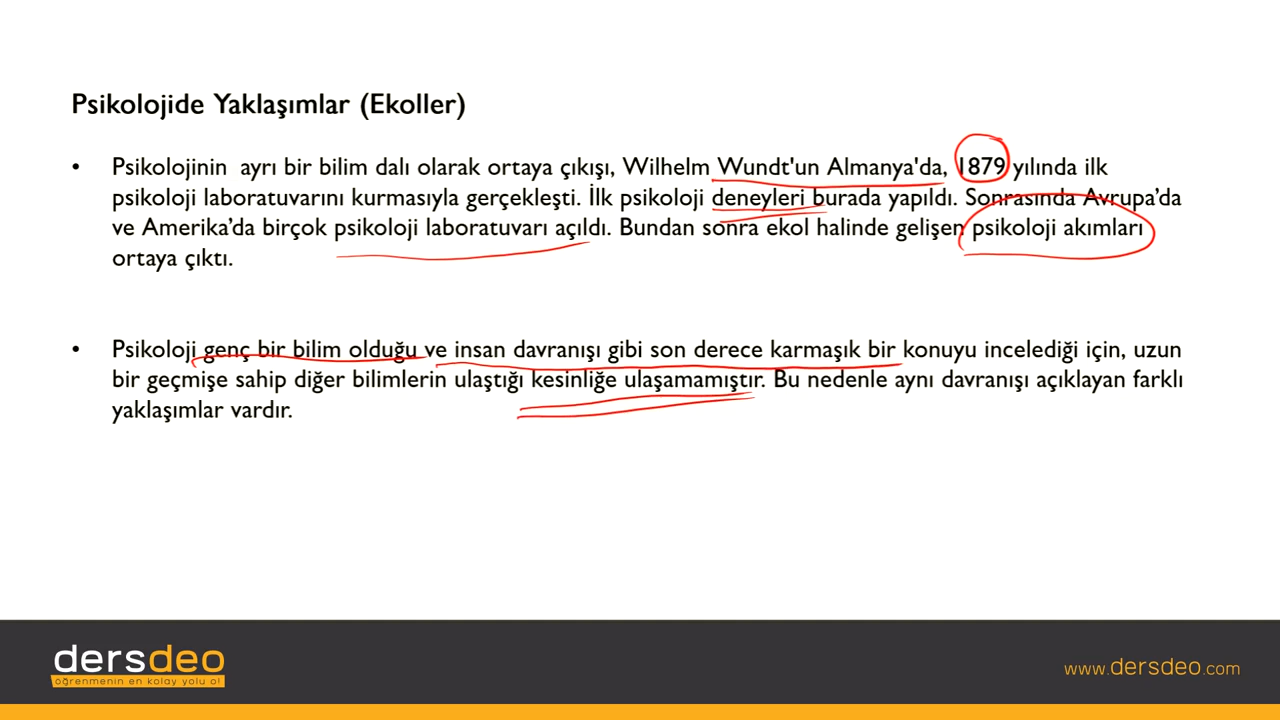 Psikolojide Yaklaşımlar (Ekoller)
• Psikolojinin ayrı bir bilim dalı olarak ortaya çıkışı, Wilhelm Wundt'un Almanya'da, 1879 yılında ilk
psikoloji laboratuvarını kurmasıyla gerçekleşti. İlk psikoloji deneyleri burada yapıldı. Sonrasında Avrupa’da
ve Amerika’da birçok psikoloji laboratuvarı açıldı. Bundan sonra ekol halinde gelişen psikoloji akımları
ortaya çıktı.
• Psikoloji genç bir bilim olduğu ve insan davranışı gibi son derece karmaşık bir konuyu incelediği için, uzun
bir geçmişe sahip diğer bilimlerin ulaştığı kesinliğe ulaşamamıştır. Bu nedenle aynı davranışı açıklayan farklı
yaklaşımlar vardır.
dersdeo
öğrenmenin en kolay yolu o!
www.dersdeo.com